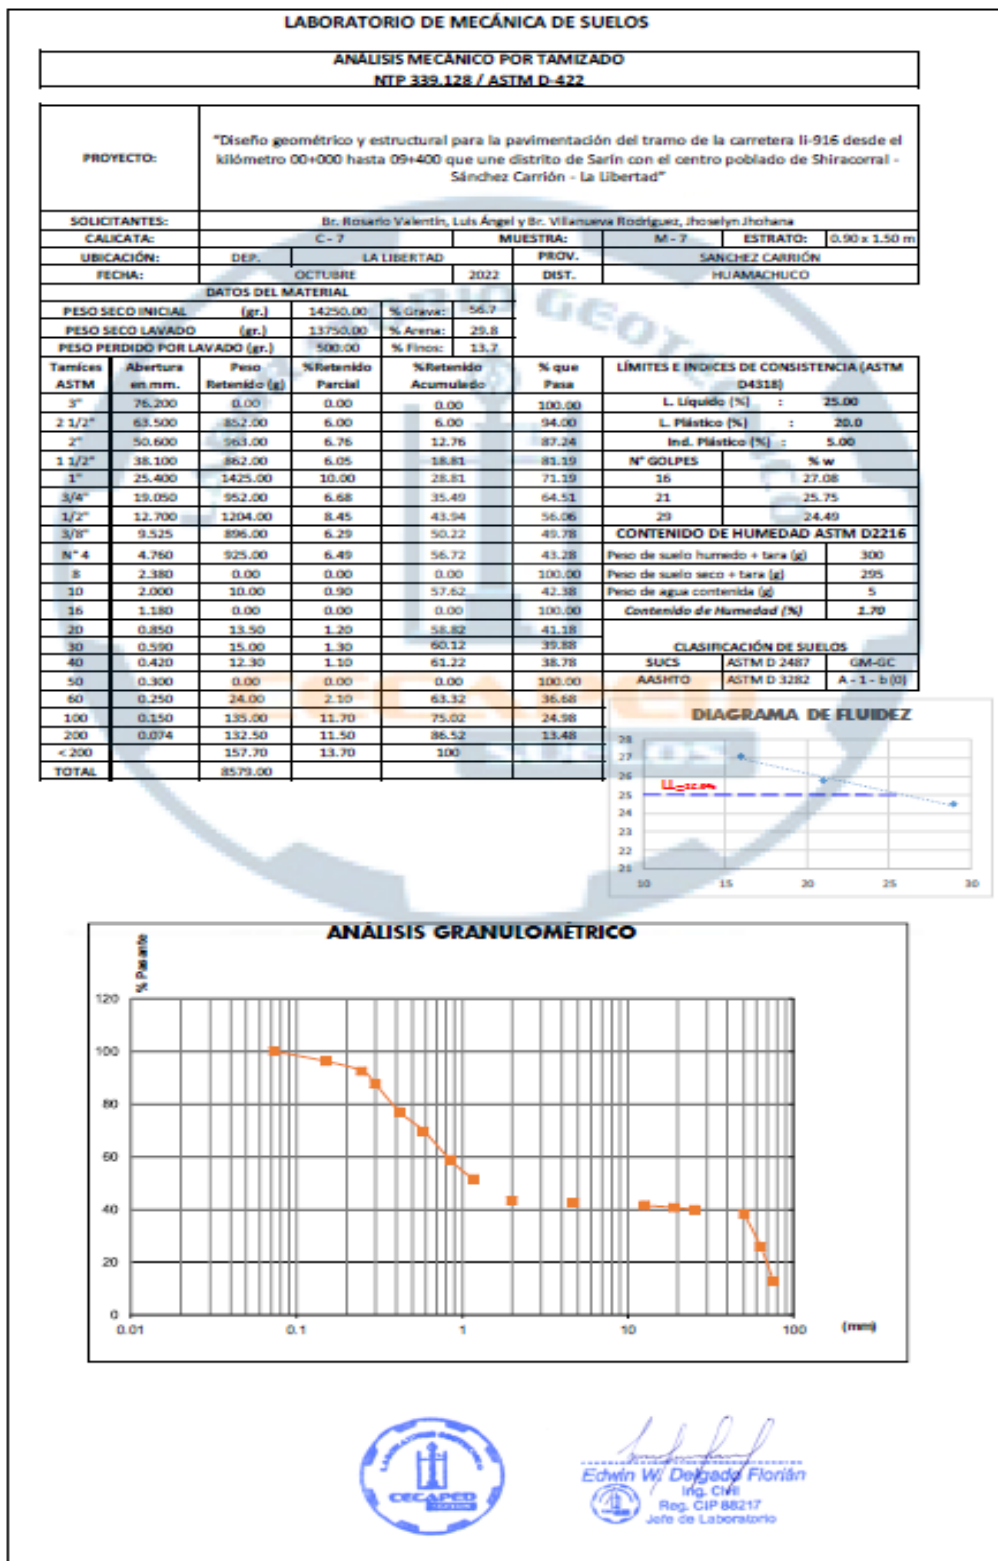 LABORATORIO DE MECÁNICA DE SUELOS
ANÁLISIS MECÁNICO POR TAMIZADO
NTP 339.128 / ASTM D-422
PROYECTO: "Diseño geométrico y estructural para la pavimentación del tramo de la carretera li-916 desde el
kilómetro 00+000 hasta 09+400 que une distrito de Sarin con el centro poblado de Shiracorral -
Sánchez Carrión - La Libertad"
SOLICITANTES: Br. Rosario Valentín, Luis Ángel y Br. Villanueva Rodríguez, Jhoselyn Jhohana
CALICATA: C - 7 MUESTRA: M - 7 ESTRATO: 0.90 x 1.50 m
UBICACIÓN: DEP. LA LIBERTAD PROV. SANCHEZ CARRIÓN
FECHA: OCTUBRE 2022 DIST. HUAMACHUCO
DATOS DEL MATERIAL
PESO SECO INICIAL (gr.) 14250.00 % Grava: 56.7
PESO SECO LAVADO (gr.) 13750.00 % Arena: 29.8
PESO PERDIDO POR LAVADO (gr.) 500.00 % Finos: 13.7
Tamices Abertura Peso %Retenido %Retenido % que
ASTM en mm. Retenido (g) Parcial Acumulado Pasa
3" 76.200 0.00 0.00 0.00 100.00
2 1/2" 63.500 852.00 6.00 6.00 94.00
2" 50.600 963.00 6.76 12.76 87.24
1 1/2" 38.100 862.00 6.05 18.81 81.19
1" 25.400 1425.00 10.00 28.81 71.19
3/4" 19.050 952.00 6.68 35.49 64.51
1/2" 12.700 1204.00 8.45 43.94 56.06
3/8" 9.525 896.00 6.29 50.22 49.78
N° 4 4.760 925.00 6.49 56.72 43.28
8 2.380 0.00 0.00 0.00 100.00
10 2.000 10.00 0.90 57.62 42.38
16 1.180 0.00 0.00 0.00 100.00
20 0.850 13.50 1.20 58.82 41.18
30 0.590 15.00 1.30 60.12 39.88
40 0.420 12.30 1.10 61.22 38.78
50 0.300 0.00 0.00 0.00 100.00
60 0.250 24.00 2.10 63.32 36.68
100 0.150 135.00 11.70 75.02 24.98
200 0.074 132.50 11.50 86.52 13.48
< 200 157.70 13.70 100
TOTAL 8579.00
LÍMITES E INDICES DE CONSISTENCIA (ASTM
D4318)
L. Líquido (%) : 25.00
L. Plástico (%) : 20.0
Ind. Plástico (%) : 5.00
N° GOLPES % w
16 27.08
21 25.75
29 24.49
CONTENIDO DE HUMEDAD ASTM D2216
Peso de suelo humedo + tara (g) 300
Peso de suelo seco + tara (g) 295
Peso de agua contenida (g) 5
Contenido de Humedad (%) 1.70
CLASIFICACIÓN DE SUELOS
SUCS ASTM D 2487 GM-GC
AASHTO ASTM D 3282 A - 1 - b (0)
DIAGRAMA DE FLUIDEZ
28
27
26
25
24
23
22
21
10 15 20 25 30
ANÁLISIS GRANULOMÉTRICO
% Pasante
120
100
80
60
40
20
0
0.01 0.1 1 10 100 (mm)
LABORATORIO GEOTECNICO
CECAPED
SUELOS
CECAPED
Edwin W. Delgado Florián
Ing. Civil
Reg. CIP 88217
Jefe de Laboratorio